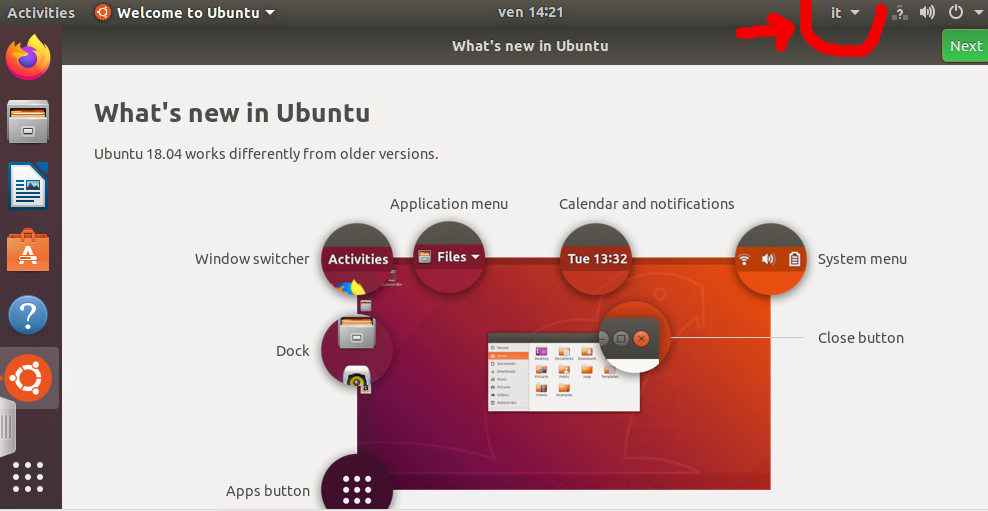 Activities Welcome to Ubuntu ven 14:21 it
What's new in Ubuntu Next
What's new in Ubuntu
Ubuntu 18.04 works differently from older versions.
Application menu Calendar and notifications
Window switcher Activities Files Tue 13:32 System menu
Dock
Close button
Apps button